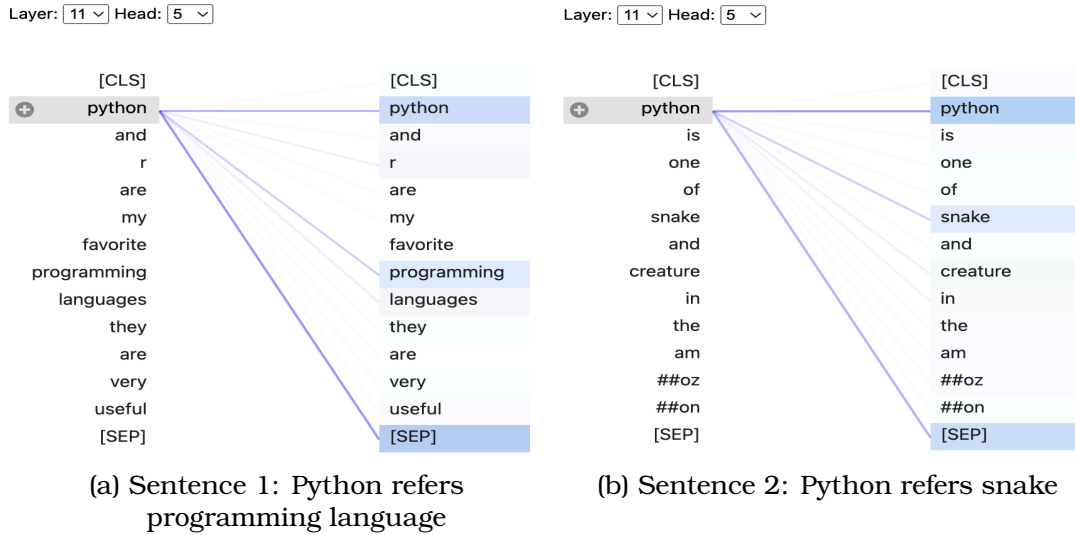 Layer: 11 Head: 5
[CLS] [CLS]
python python
and and
r r
are are
my my
favorite favorite
programming programming
languages languages
they they
are are
very very
useful useful
[SEP] [SEP]
(a) Sentence 1: Python refers
programming language
Layer: 11 Head: 5
[CLS] [CLS]
python python
is is
one one
of of
snake snake
and and
creature creature
in in
the the
am am
##oz ##oz
##on ##on
[SEP] [SEP]
(b) Sentence 2: Python refers snake